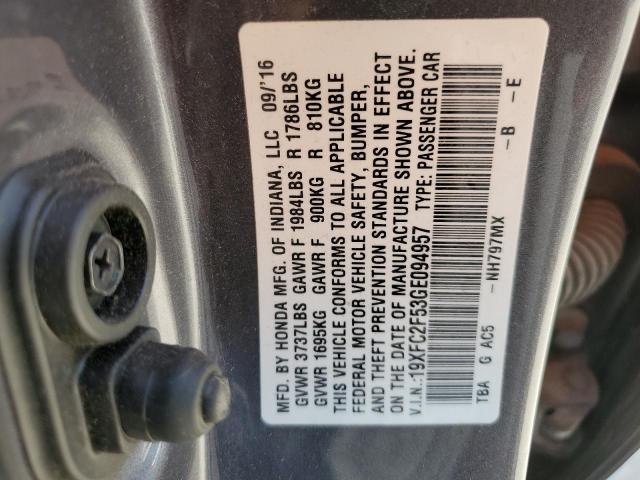 MFD. BY HONDA MFG. OF INDIANA, LLC 09/'16
GVWR 3737LBS GAWR F 1984LBS R 1786LBS
GVWR 1695KG GAWR F 900KG R 810KG
THIS VEHICLE CONFORMS TO ALL APPLICABLE
FEDERAL MOTOR VEHICLE SAFETY, BUMPER,
AND THEFT PREVENTION STANDARDS IN EFFECT
ON THE DATE OF MANUFACTURE SHOWN ABOVE.
V.I.N.:19XFC2F53GE094957 TYPE: PASSENGER CAR
TBA G AC5 -NH797MX -B -E